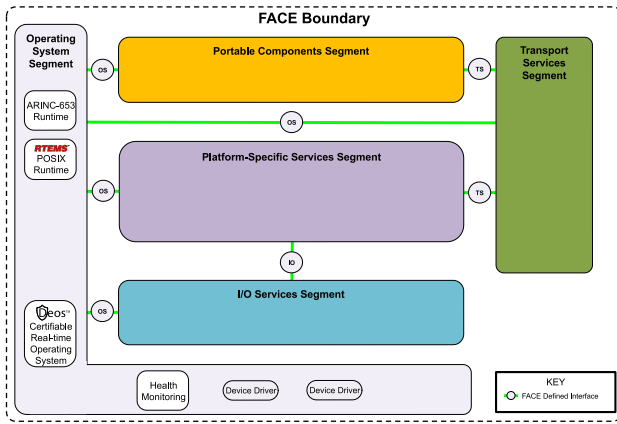 FACE Boundary
Operating
System
Segment
Portable Components Segment
Transport
Services
Segment
OS
TS
ARINC-653
Runtime
OS
RTEMS™
POSIX
Runtime
Platform-Specific Services Segment
OS
TS
IO
I/O Services Segment
OS
Deos™
Certifiable
Real-time
Operating
System
Health
Monitoring
Device Driver
Device Driver
KEY
FACE Defined Interface